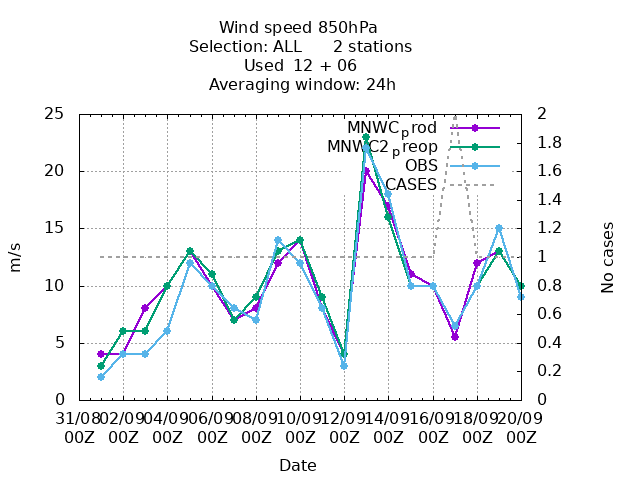 Wind speed 850hPa
Selection: ALL 2 stations
Used 12 + 06
Averaging window: 24h
MNWC_prod
MNWC2_preop
OBS
CASES
25
20
15
10
5
0
m/s
2
1.8
1.6
1.4
1.2
1
0.8
0.6
0.4
0.2
0
No cases
31/08 02/09 04/09 06/09 08/09 10/09 12/09 14/09 16/09 18/09 20/09
00Z 00Z 00Z 00Z 00Z 00Z 00Z 00Z 00Z 00Z 00Z
Date